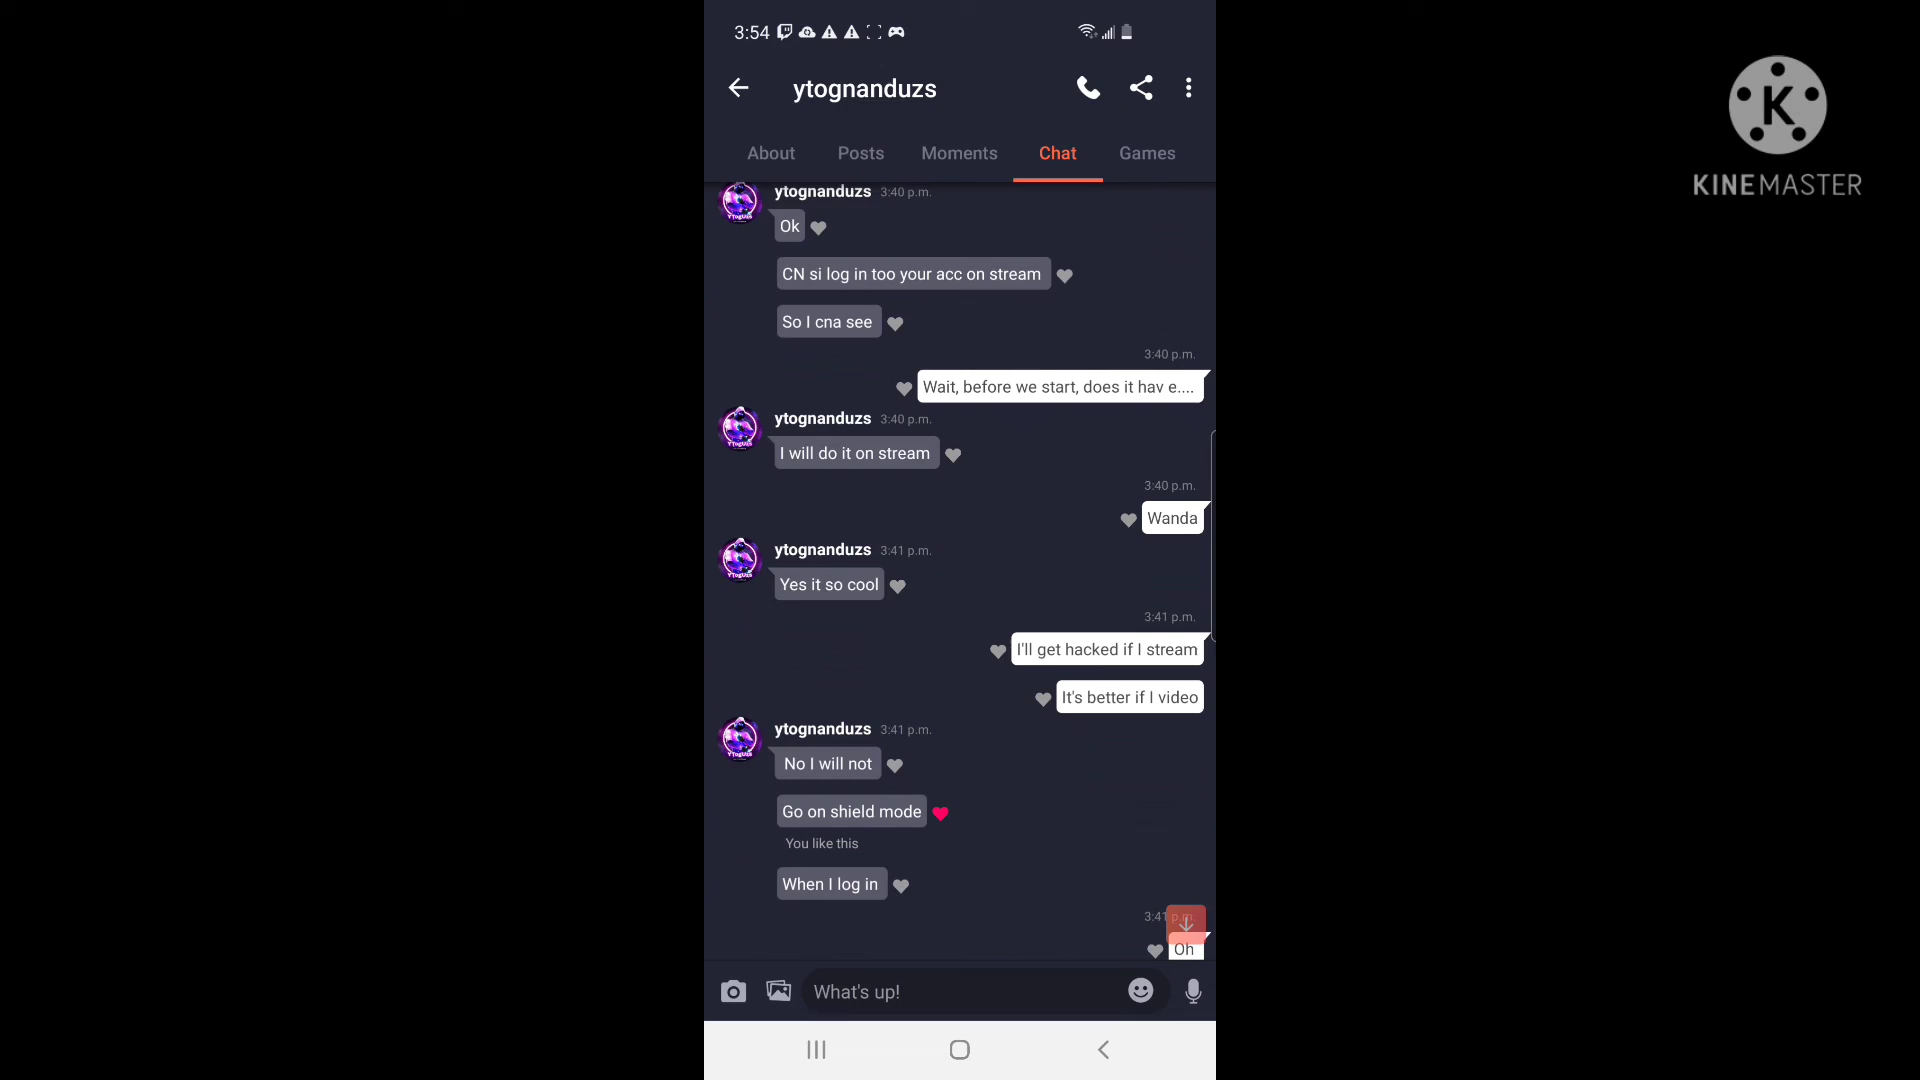 3:54
ytognanduzs
About Posts Moments Chat Games
ytognanduzs 3:40 p.m.
Ok
CN si log in too your acc on stream
So I cna see
3:40 p.m.
Wait, before we start, does it hav e....
ytognanduzs 3:40 p.m.
I will do it on stream
3:40 p.m.
Wanda
ytognanduzs 3:41 p.m.
Yes it so cool
3:41 p.m.
I'll get hacked if I stream
It's better if I video
ytognanduzs 3:41 p.m.
No I will not
Go on shield mode
You like this
When I log in
3:41 p.m.
Oh
What's up!
K
KINEMASTER